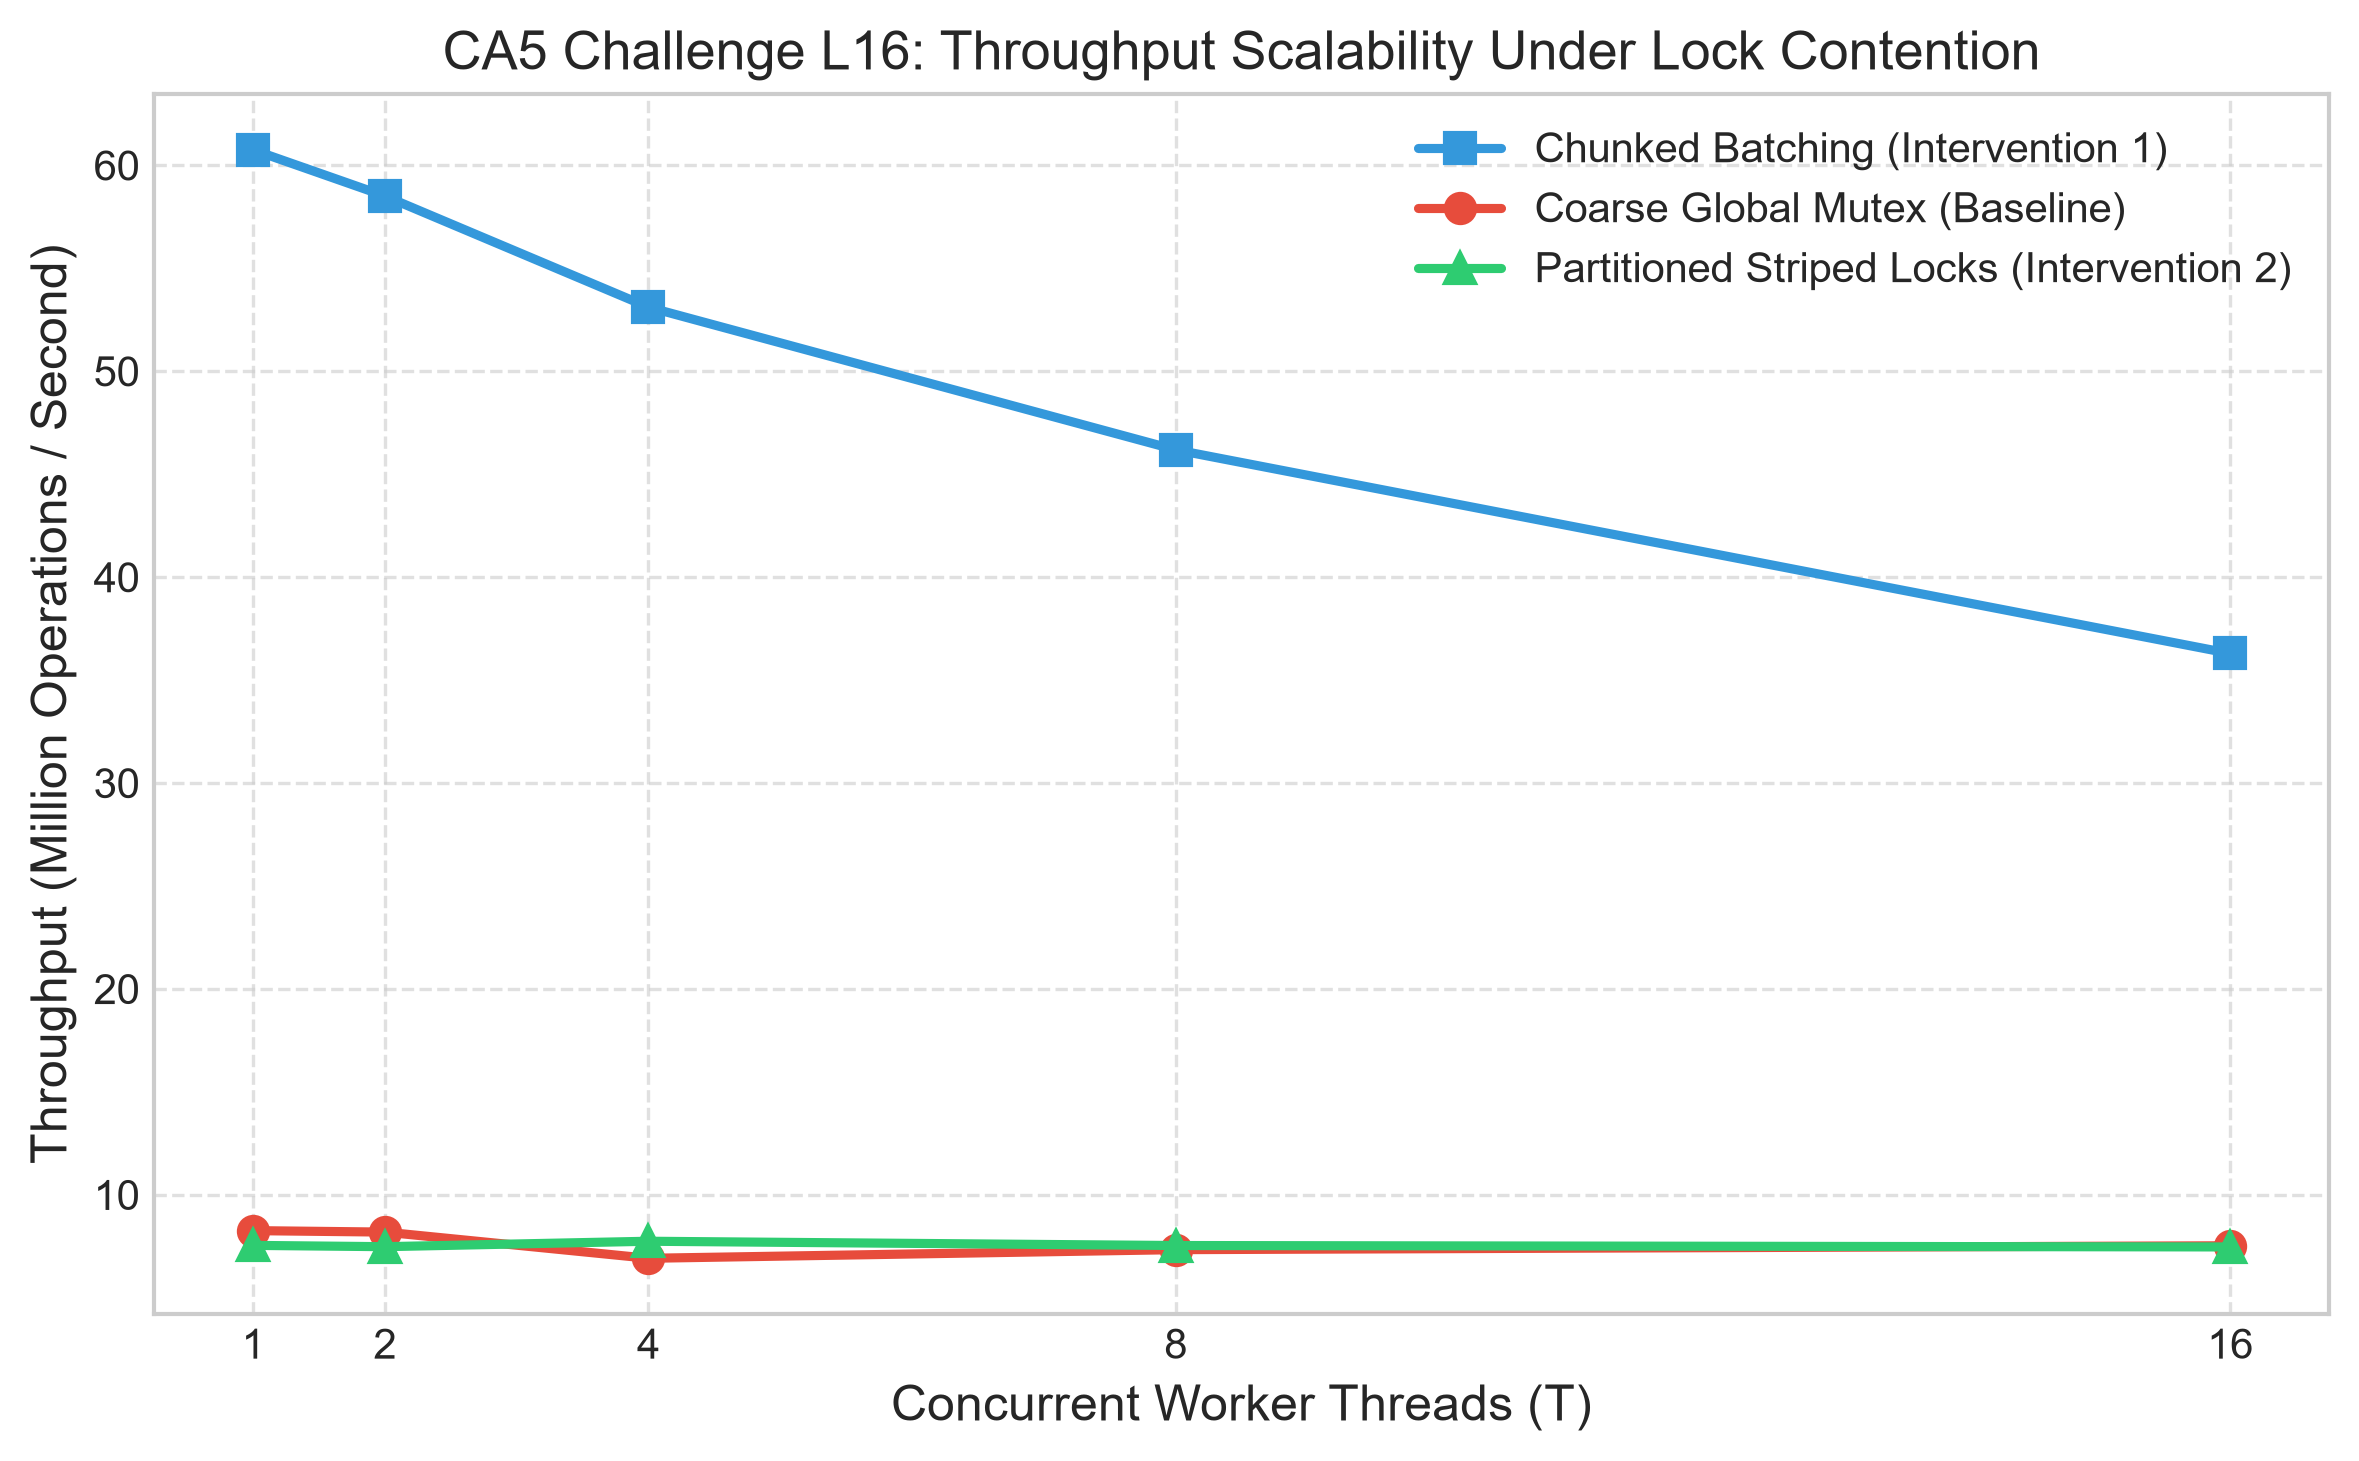 CA5 Challenge L16: Throughput Scalability Under Lock Contention
Chunked Batching (Intervention 1)
Coarse Global Mutex (Baseline)
Partitioned Striped Locks (Intervention 2)
Throughput (Million Operations / Second)
60
50
40
30
20
10
1 2 4 8 16
Concurrent Worker Threads (T)